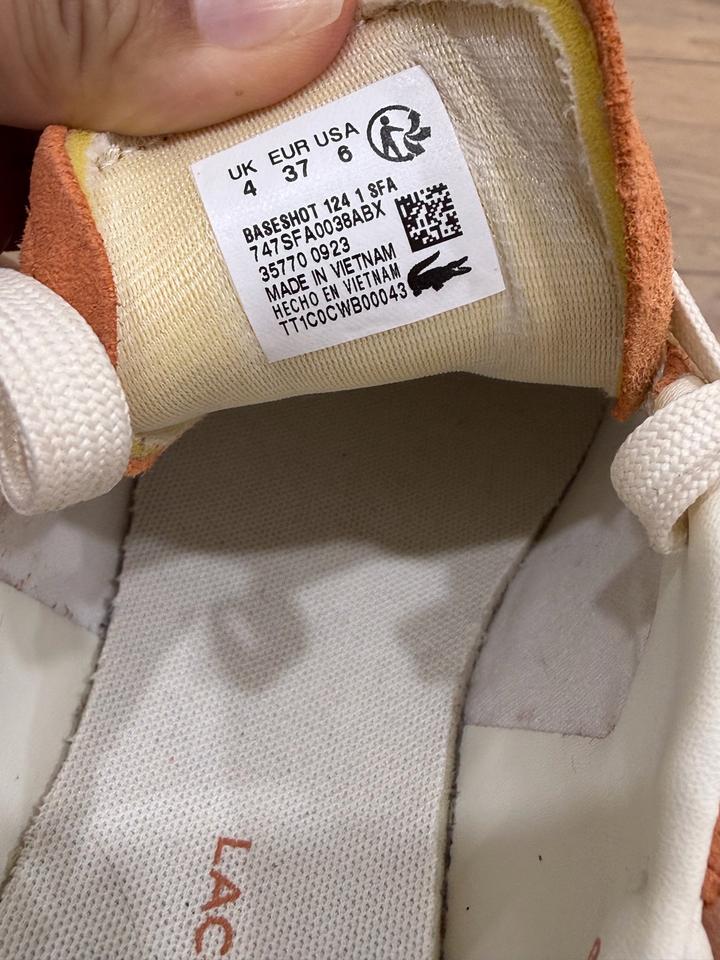 UK EUR USA
4 37 6
BASESHOT 124 1 SFA
747SFA0038ABX
35770 0923
MADE IN VIETNAM
HECHO EN VIETNAM
TT1C0CWB00043
LAC